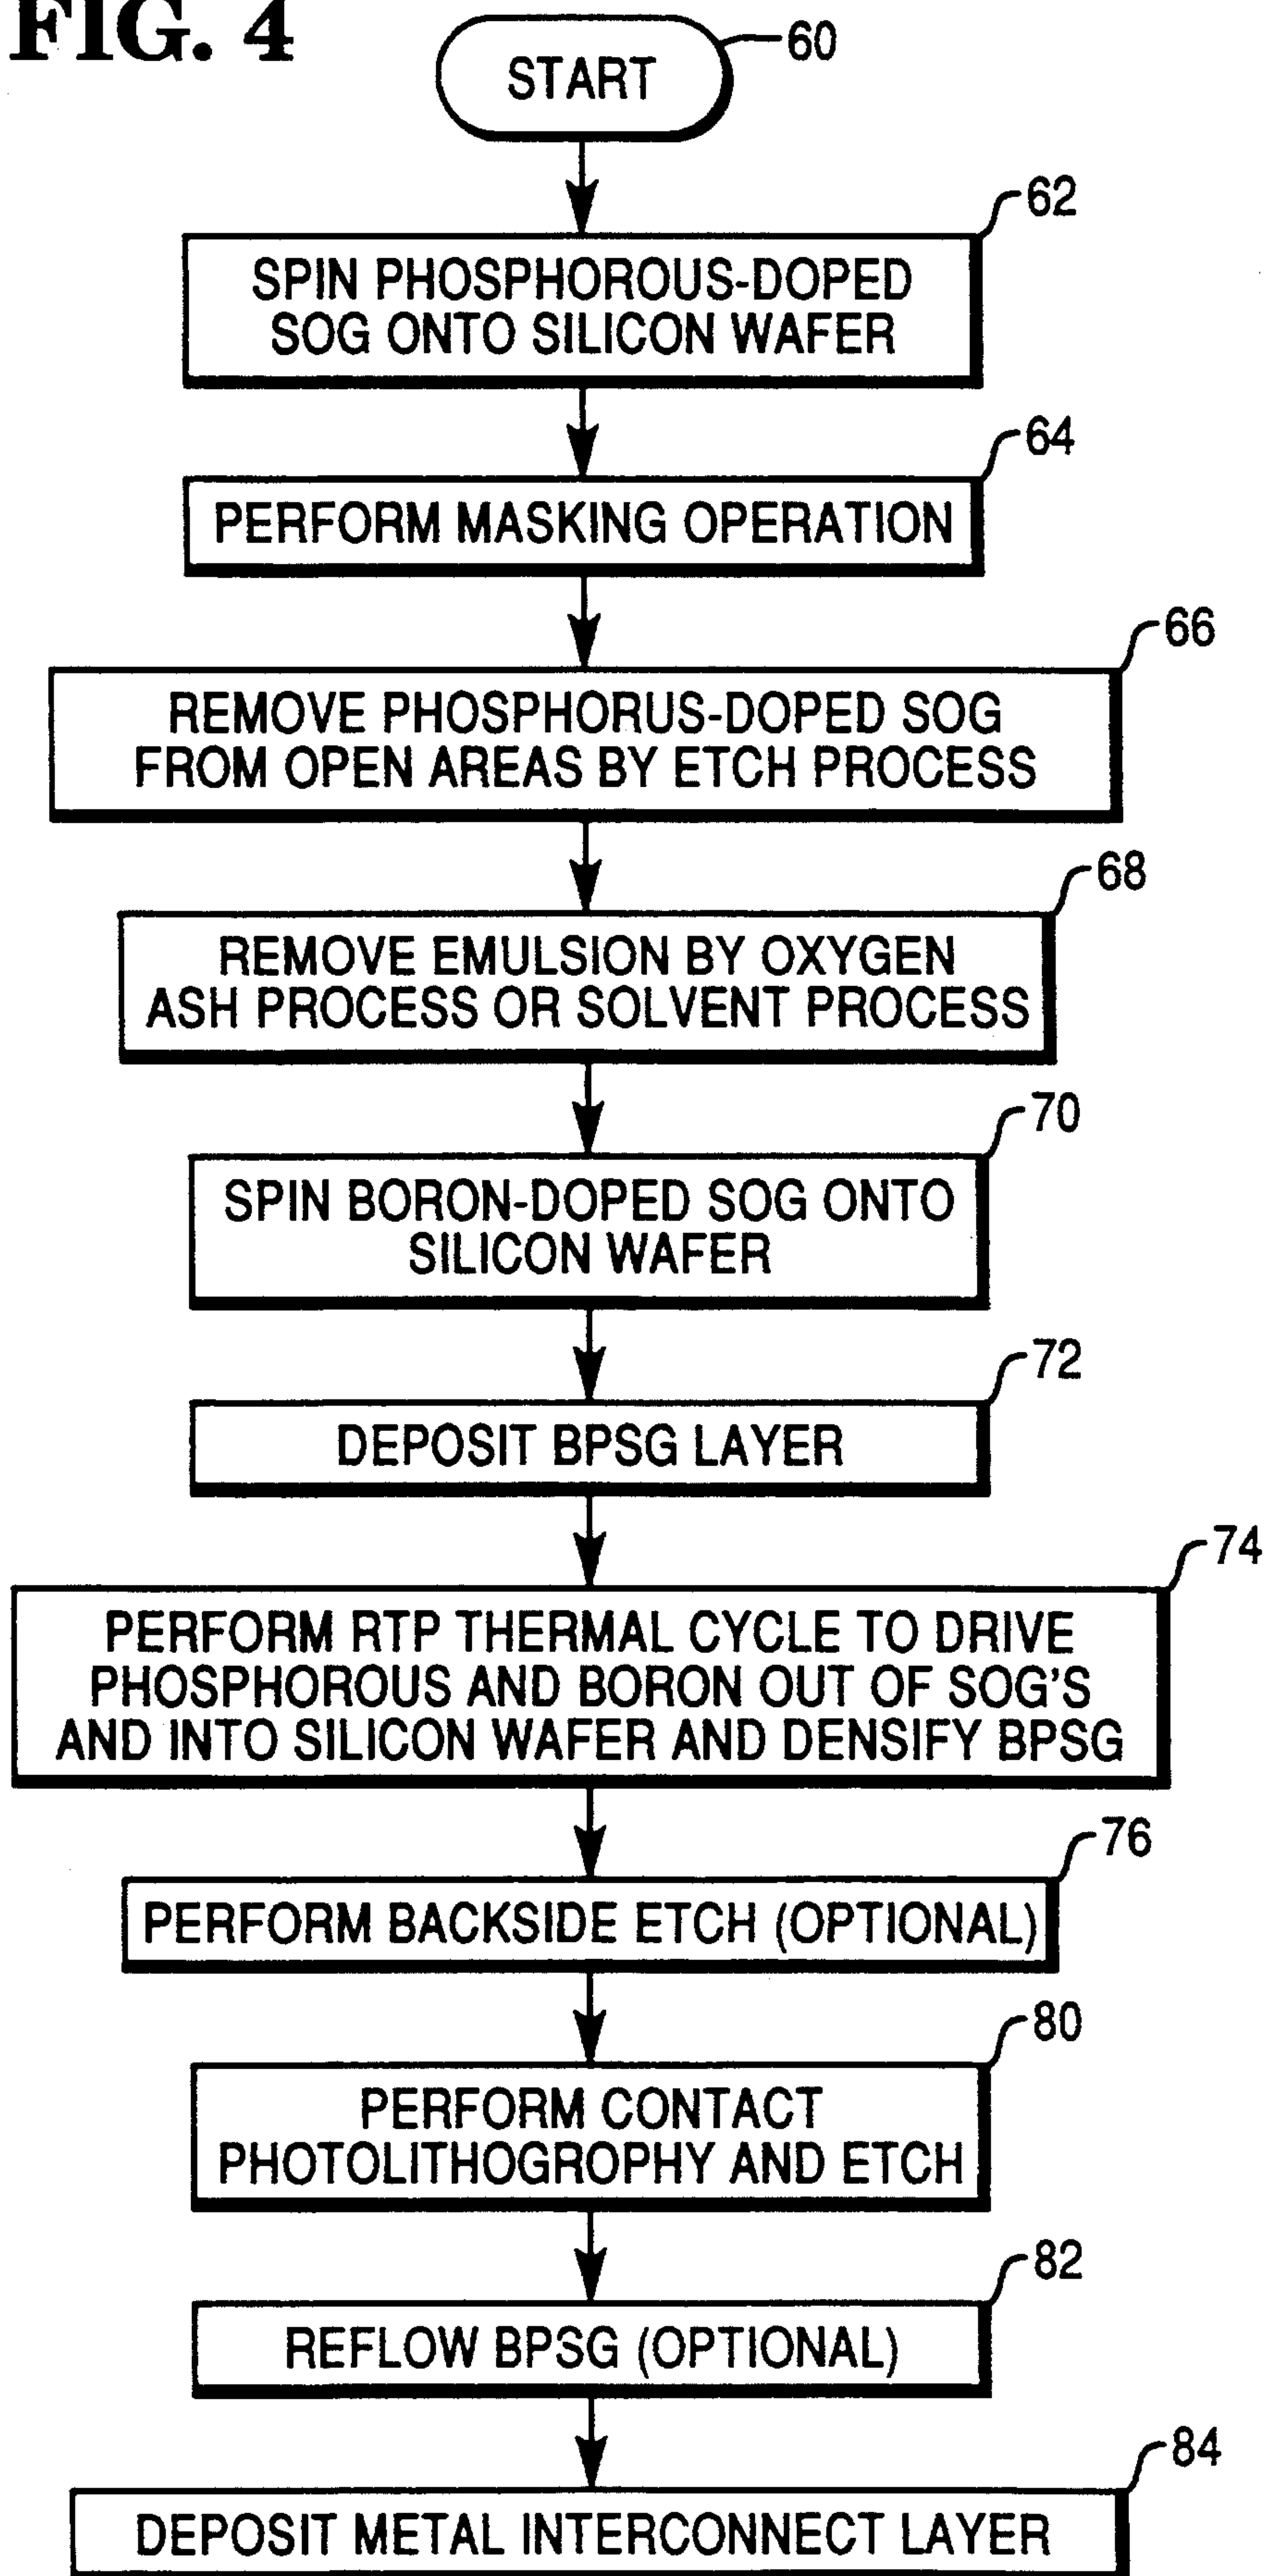 FIG. 4
START
60
62
SPIN PHOSPHOROUS-DOPED
SOG ONTO SILICON WAFER
64
PERFORM MASKING OPERATION
66
REMOVE PHOSPHORUS-DOPED SOG
FROM OPEN AREAS BY ETCH PROCESS
68
REMOVE EMULSION BY OXYGEN
ASH PROCESS OR SOLVENT PROCESS
70
SPIN BORON-DOPED SOG ONTO
SILICON WAFER
72
DEPOSIT BPSG LAYER
74
PERFORM RTP THERMAL CYCLE TO DRIVE
PHOSPHOROUS AND BORON OUT OF SOG'S
AND INTO SILICON WAFER AND DENSIFY BPSG
76
PERFORM BACKSIDE ETCH (OPTIONAL)
80
PERFORM CONTACT
PHOTOLITHOGROPHY AND ETCH
82
REFLOW BPSG (OPTIONAL)
84
DEPOSIT METAL INTERCONNECT LAYER